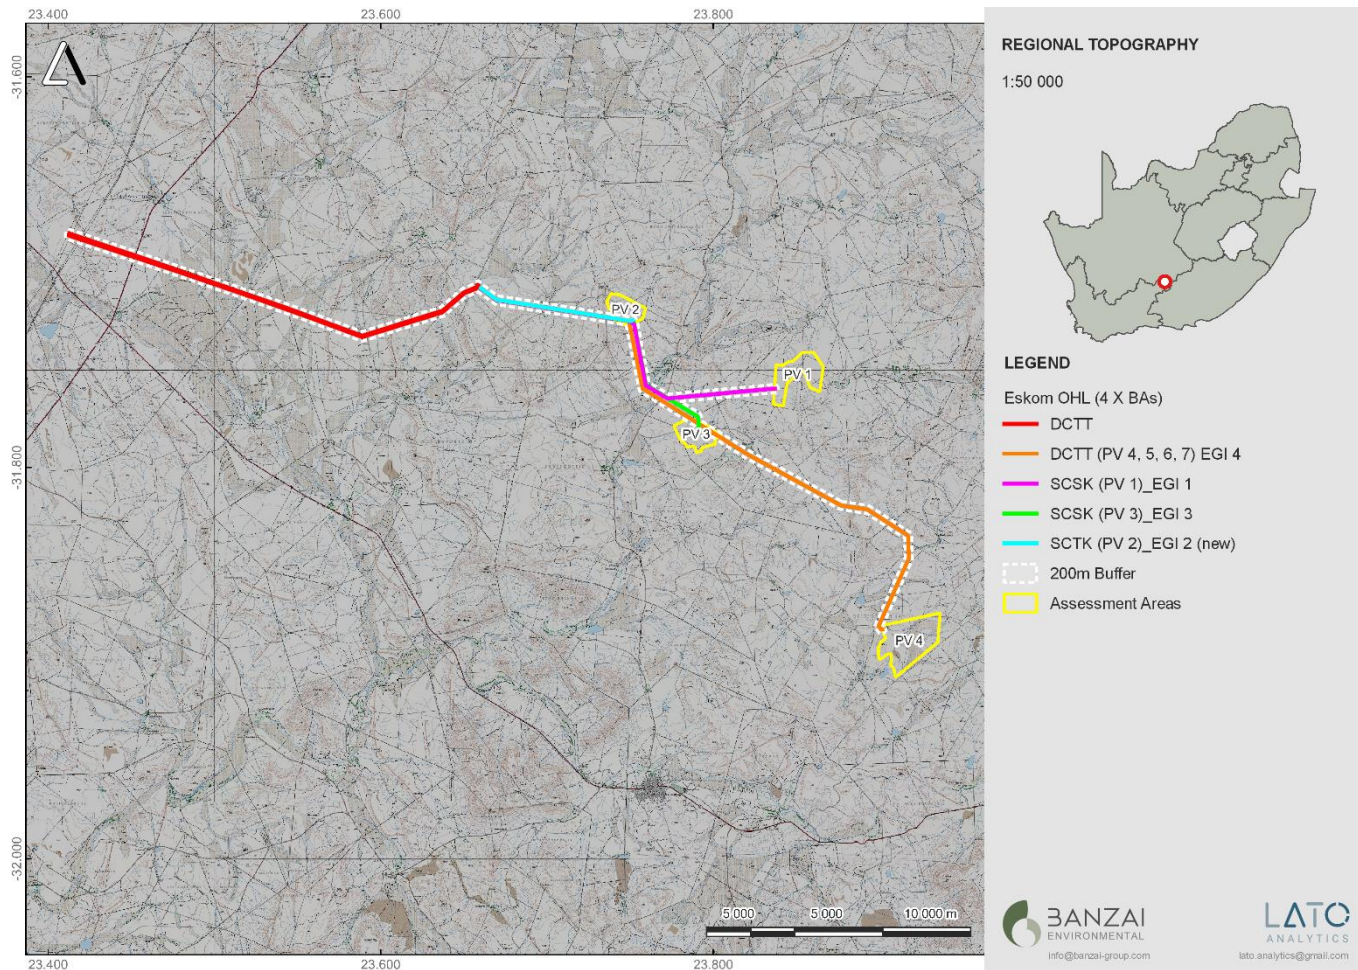 23.400 23.600 23.800
-31.600
-31.800
-32.000
PV 2
PV 1
PV 3
PV 4
5 000 5 000 10 000 m
23.400 23.600 23.800
REGIONAL TOPOGRAPHY
1:50 000
LEGEND
Eskom OHL (4 X BAs)
DCTT
DCTT (PV 4, 5, 6, 7) EGI 4
SCSK (PV 1)_EGI 1
SCSK (PV 3)_EGI 3
SCTK (PV 2)_EGI 2 (new)
200m Buffer
Assessment Areas
BANZAI
ENVIRONMENTAL
info@banzai-group.com
LATO
ANALYTICS
lato.analytics@gmail.com